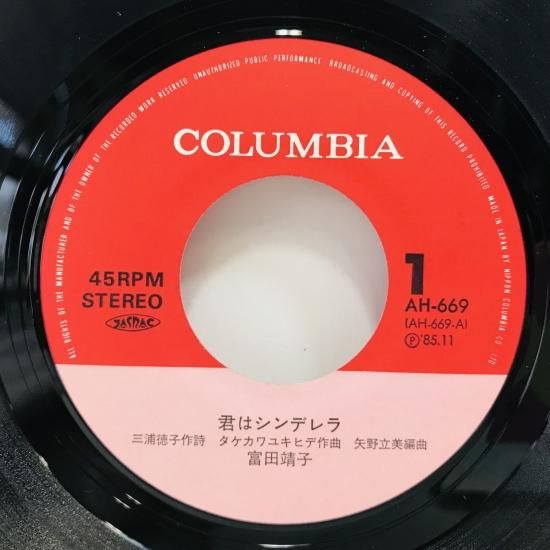 ALL RIGHTS OF THE MANUFACTURER AND OF THE OWNER OF THE RECORDED WORK RESERVED. UNAUTHORIZED PUBLIC PERFORMANCE. BROADCASTING AND COPYING OF THIS RECORD PROHIBITED. MADE IN JAPAN BY NIPPON COLUMBIA CO., LTD.
COLUMBIA
45RPM
STEREO
JASRAC
1
AH-669
(AH-669-A)
Ⓟ'85.11
君はシンデレラ
三浦徳子作詩 タケカワユキヒデ作曲 矢野立美編曲
富田靖子